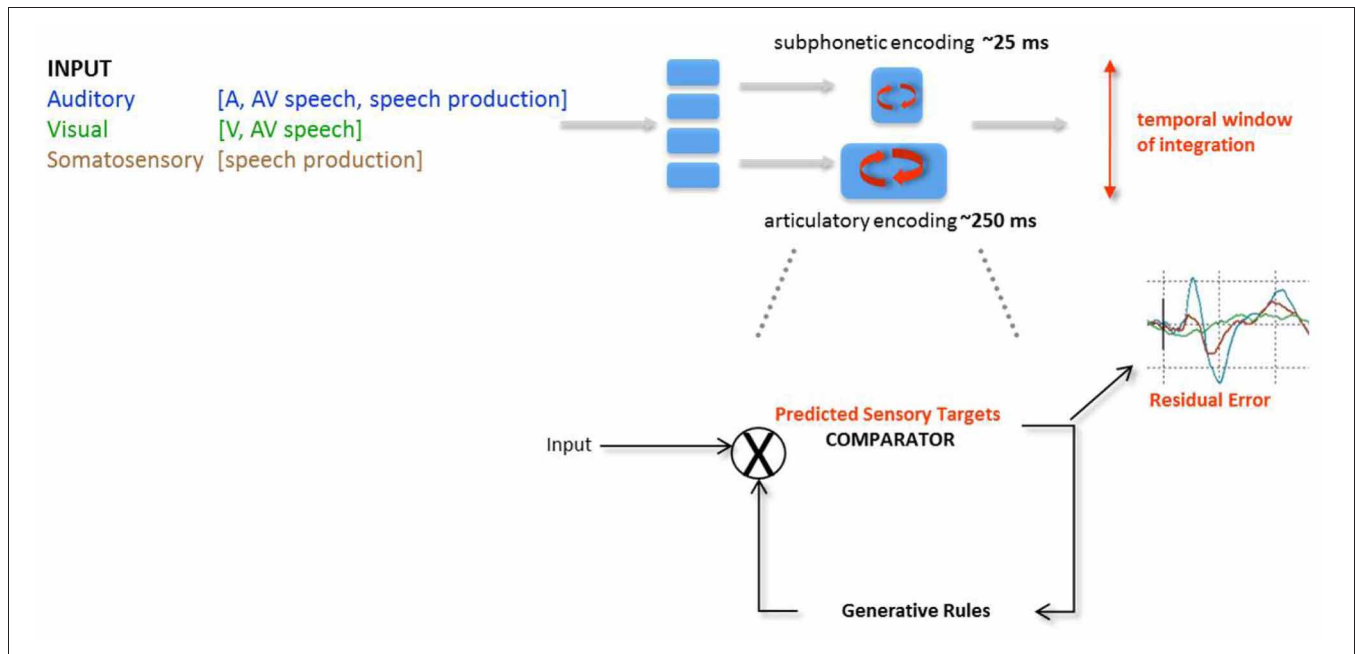 subphonetic encoding ~25 ms
INPUT
Auditory [A, AV speech, speech production]
Visual [V, AV speech]
Somatosensory [speech production]
temporal window
of integration
articulatory encoding ~250 ms
Residual Error
Predicted Sensory Targets
COMPARATOR
Input
X
Generative Rules